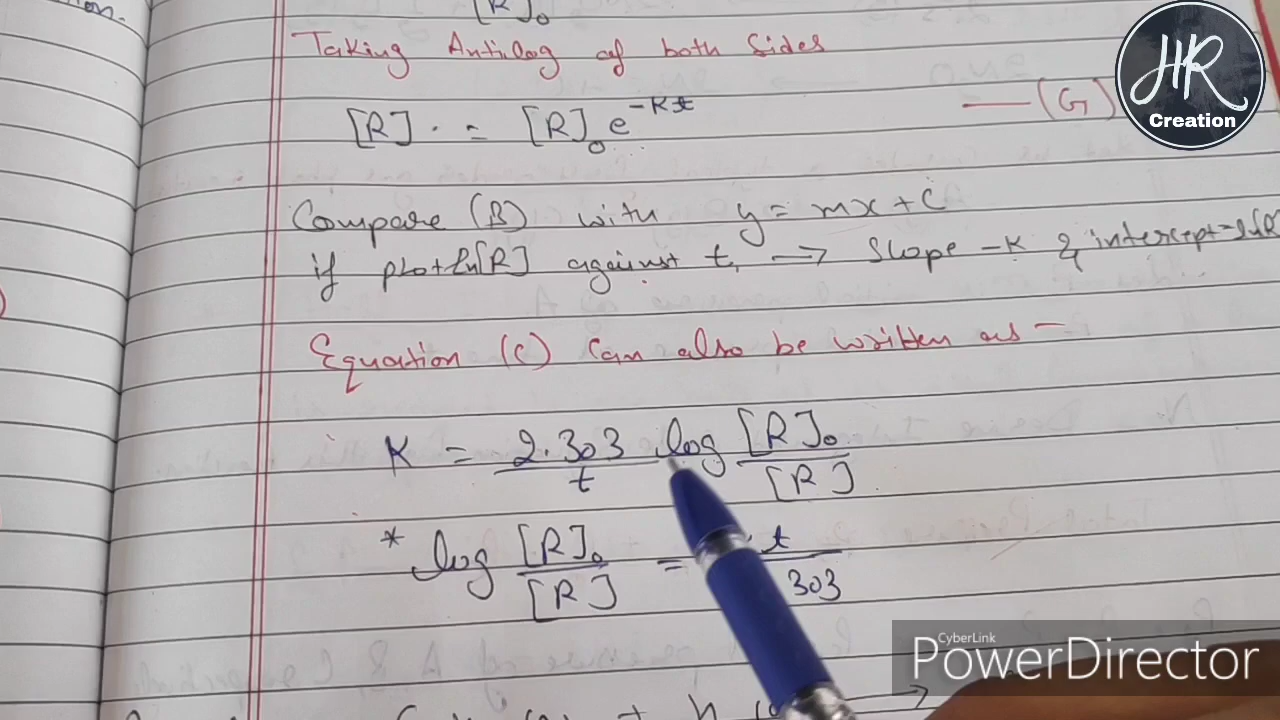 [R]₀
Taking Antilog of both sides
[R] = [R]₀ e^-Kt —(G)
HR
Creation
Compare (B) with y = mx + c
if plot ln[R] against t, → Slope -K & intercept =
Equation (C) can also be written as -
K = 2.303/t log [R]₀/[R]
* log [R]₀/[R] = t/303
CyberLink
PowerDirector